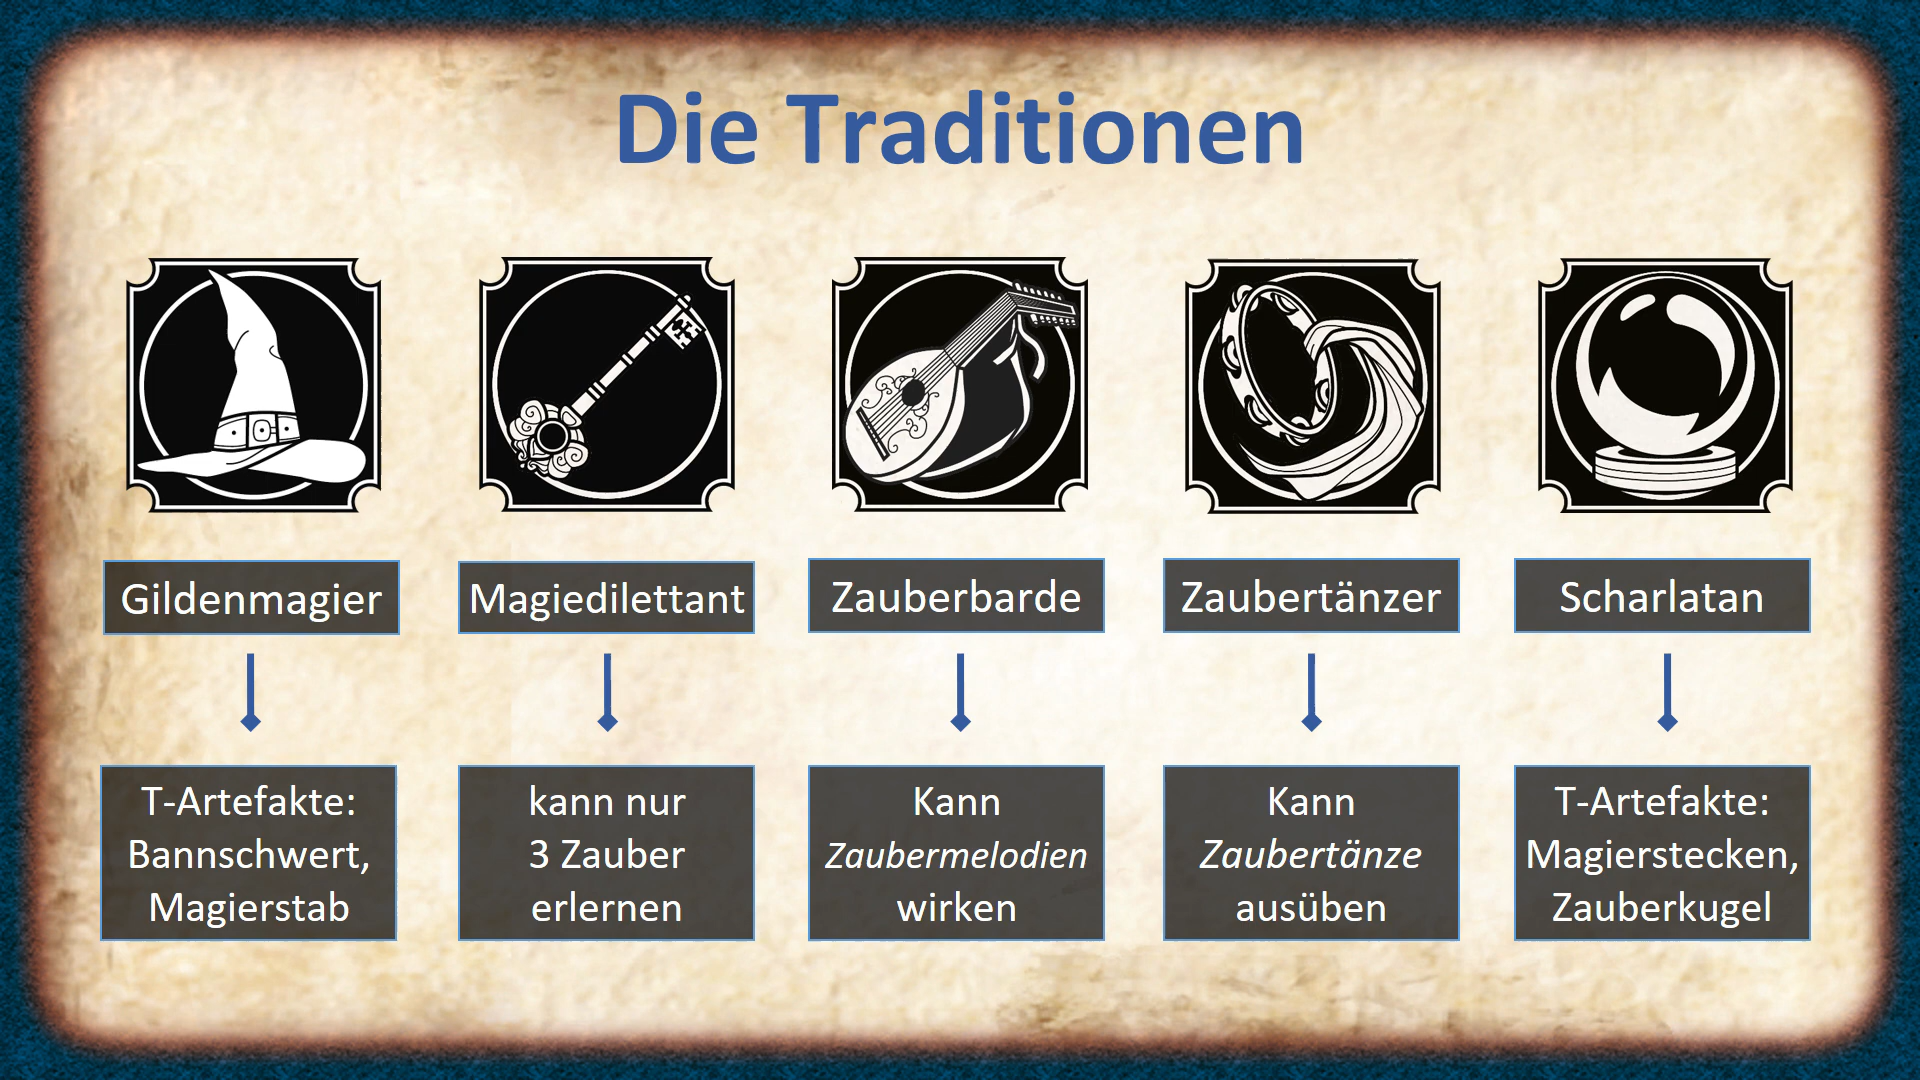 Die Traditionen
Gildenmagier
Magiedilettant
Zauberbarde
Zaubertänzer
Scharlatan
T-Artefakte:
Bannschwert,
Magierstab
kann nur
3 Zauber
erlernen
Kann
Zaubermelodien
wirken
Kann
Zaubertänze
ausüben
T-Artefakte:
Magierstecken,
Zauberkugel